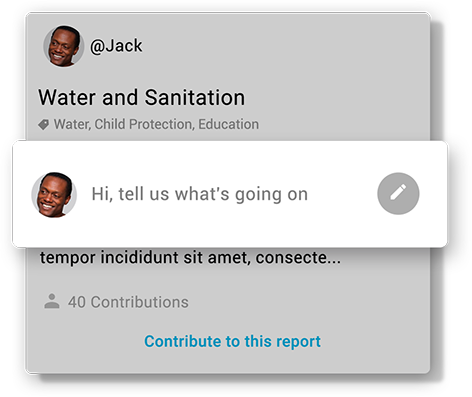 @Jack
Water and Sanitation
Water, Child Protection, Education
Hi, tell us what's going on
tempor incididunt sit amet, consecte...
40 Contributions
Contribute to this report